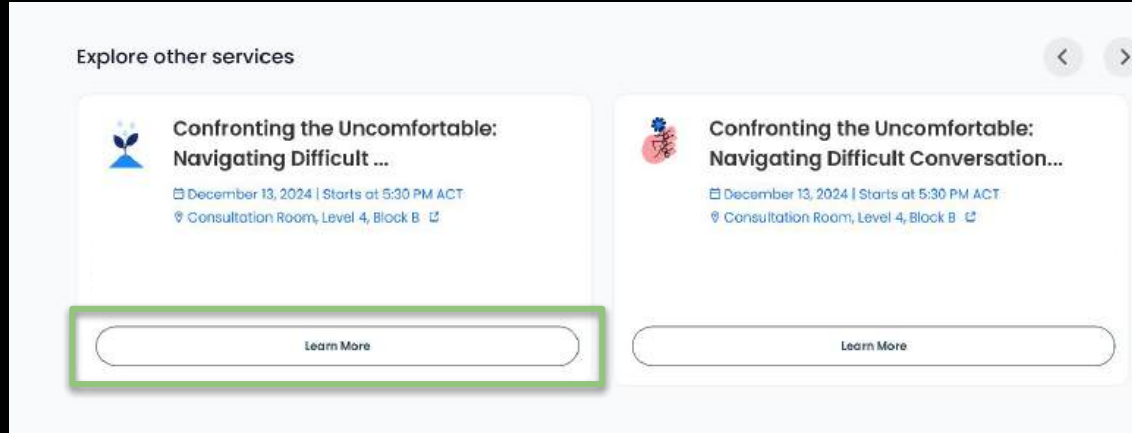 Explore other services
Confronting the Uncomfortable:
Navigating Difficult ...
December 13, 2024 | Starts at 5:30 PM ACT
Consultation Room, Level 4, Block B
Learn More
Confronting the Uncomfortable:
Navigating Difficult Conversation...
December 13, 2024 | Starts at 5:30 PM ACT
Consultation Room, Level 4, Block B
Learn More